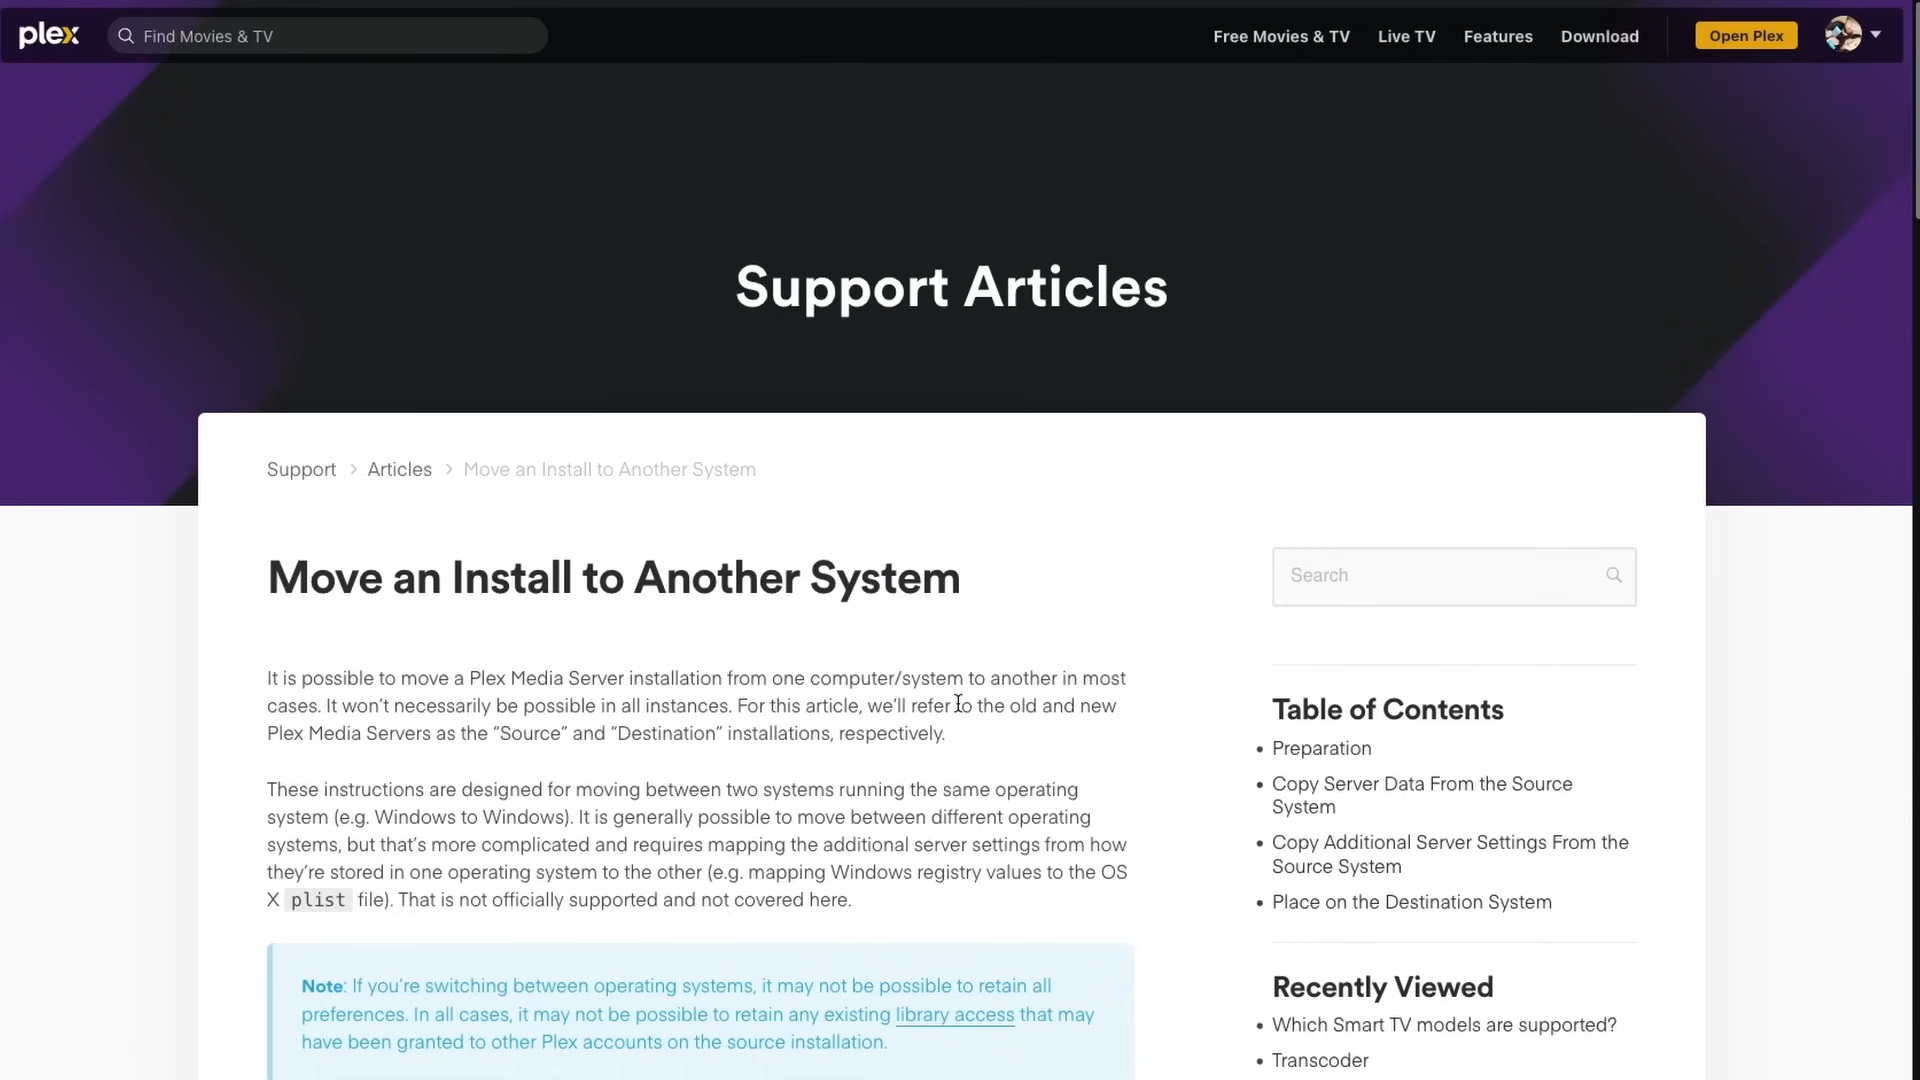 plex
Find Movies & TV
Free Movies & TV
Live TV
Features
Download
Open Plex
Support Articles
Support > Articles > Move an Install to Another System
Move an Install to Another System
It is possible to move a Plex Media Server installation from one computer/system to another in most
cases. It won’t necessarily be possible in all instances. For this article, we’ll refer to the old and new
Plex Media Servers as the “Source” and “Destination” installations, respectively.
These instructions are designed for moving between two systems running the same operating
system (e.g. Windows to Windows). It is generally possible to move between different operating
systems, but that’s more complicated and requires mapping the additional server settings from how
they’re stored in one operating system to the other (e.g. mapping Windows registry values to the OS
X plist file). That is not officially supported and not covered here.
Note: If you’re switching between operating systems, it may not be possible to retain all
preferences. In all cases, it may not be possible to retain any existing library access that may
have been granted to other Plex accounts on the source installation.
Search
Table of Contents
• Preparation
• Copy Server Data From the Source
System
• Copy Additional Server Settings From the
Source System
• Place on the Destination System
Recently Viewed
• Which Smart TV models are supported?
• Transcoder